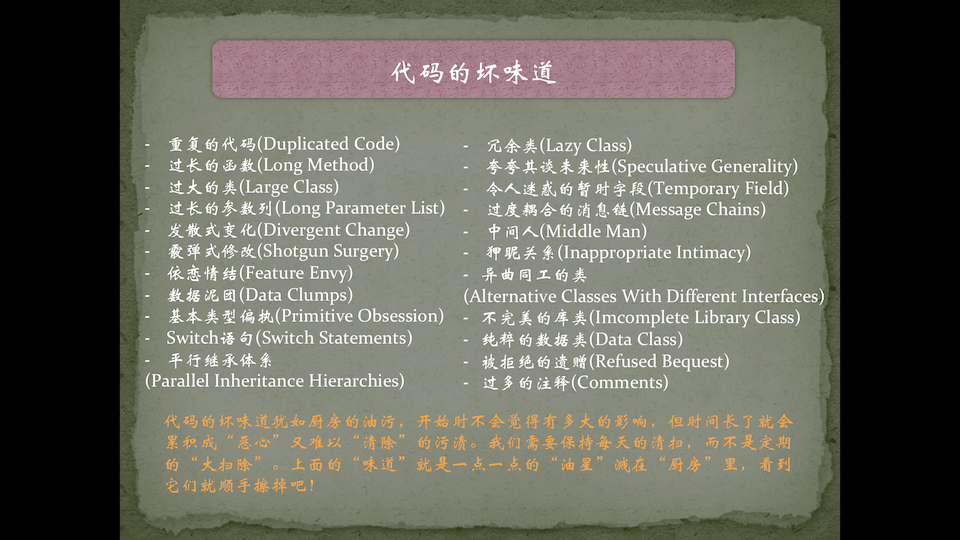 代码的坏味道
- 重复的代码(Duplicated Code)
- 过长的函数(Long Method)
- 过大的类(Large Class)
- 过长的参数列(Long Parameter List)
- 发散式变化(Divergent Change)
- 霰弹式修改(Shotgun Surgery)
- 依恋情结(Feature Envy)
- 数据泥团(Data Clumps)
- 基本类型偏执(Primitive Obsession)
- Switch语句(Switch Statements)
- 平行继承体系
(Parallel Inheritance Hierarchies)
- 冗余类(Lazy Class)
- 夸夸其谈未来性(Speculative Generality)
- 令人迷惑的暂时字段(Temporary Field)
- 过度耦合的消息链(Message Chains)
- 中间人(Middle Man)
- 狎昵关系(Inappropriate Intimacy)
- 异曲同工的类
(Alternative Classes With Different Interfaces)
- 不完美的库类(Imcomplete Library Class)
- 纯粹的数据类(Data Class)
- 被拒绝的遗赠(Refused Bequest)
- 过多的注释(Comments)
代码的坏味道犹如厨房的油污，开始时不会觉得有多大的影响，但时间长了就会
累积成“恶心”又难以“清除”的污渍。我们需要保持每天的清扫，而不是定期
的“大扫除”。上面的“味道”就是一点一点的“油星”溅在“厨房”里，看到
它们就顺手擦掉吧！